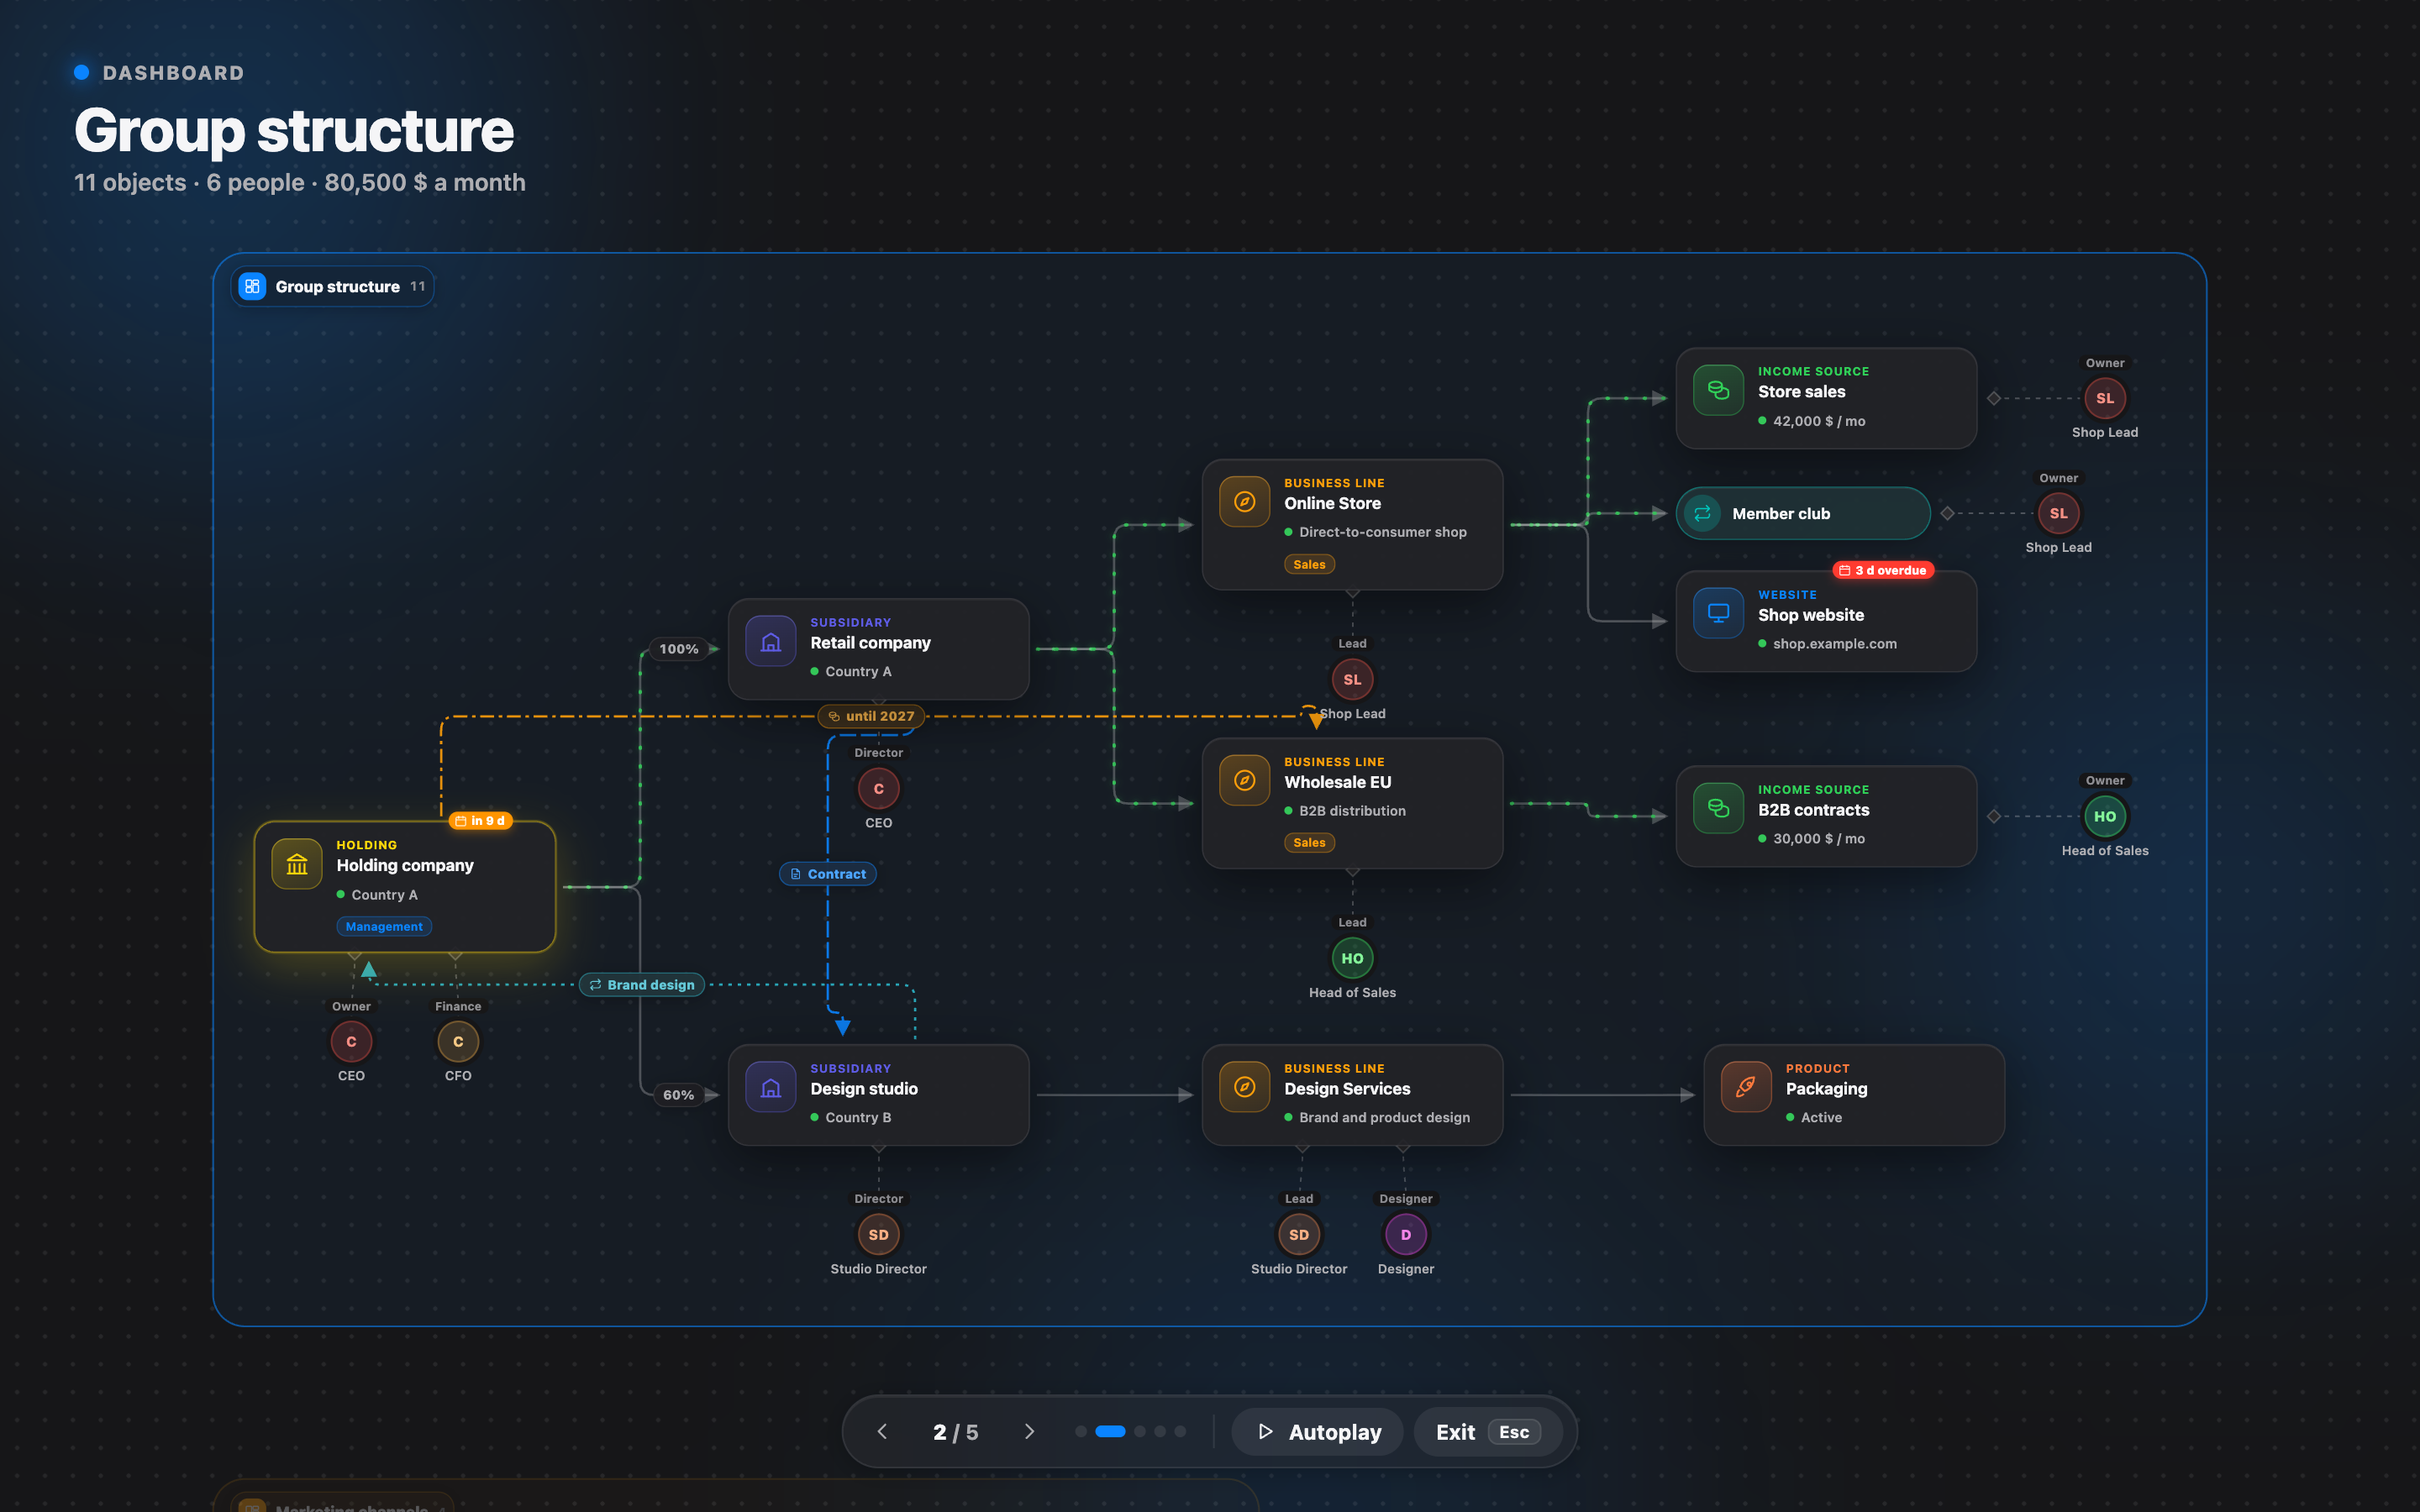 DASHBOARD
Group structure
11 objects · 6 people · 80,500 $ a month
Group structure 11
INCOME SOURCE
Store sales
42,000 $ / mo
Owner
SL
Shop Lead
Member club
Owner
SL
Shop Lead
3 d overdue
WEBSITE
Shop website
shop.example.com
BUSINESS LINE
Online Store
Direct-to-consumer shop
Sales
Lead
SL
Shop Lead
100%
SUBSIDIARY
Retail company
Country A
until 2027
Director
C
CEO
BUSINESS LINE
Wholesale EU
B2B distribution
Sales
Lead
HO
Head of Sales
INCOME SOURCE
B2B contracts
30,000 $ / mo
Owner
HO
Head of Sales
in 9 d
HOLDING
Holding company
Country A
Management
Contract
Brand design
Owner
C
CEO
Finance
C
CFO
60%
SUBSIDIARY
Design studio
Country B
Director
SD
Studio Director
BUSINESS LINE
Design Services
Brand and product design
Lead
SD
Studio Director
Designer
D
Designer
PRODUCT
Packaging
Active
2 / 5
Autoplay
Exit Esc
Marketing channels